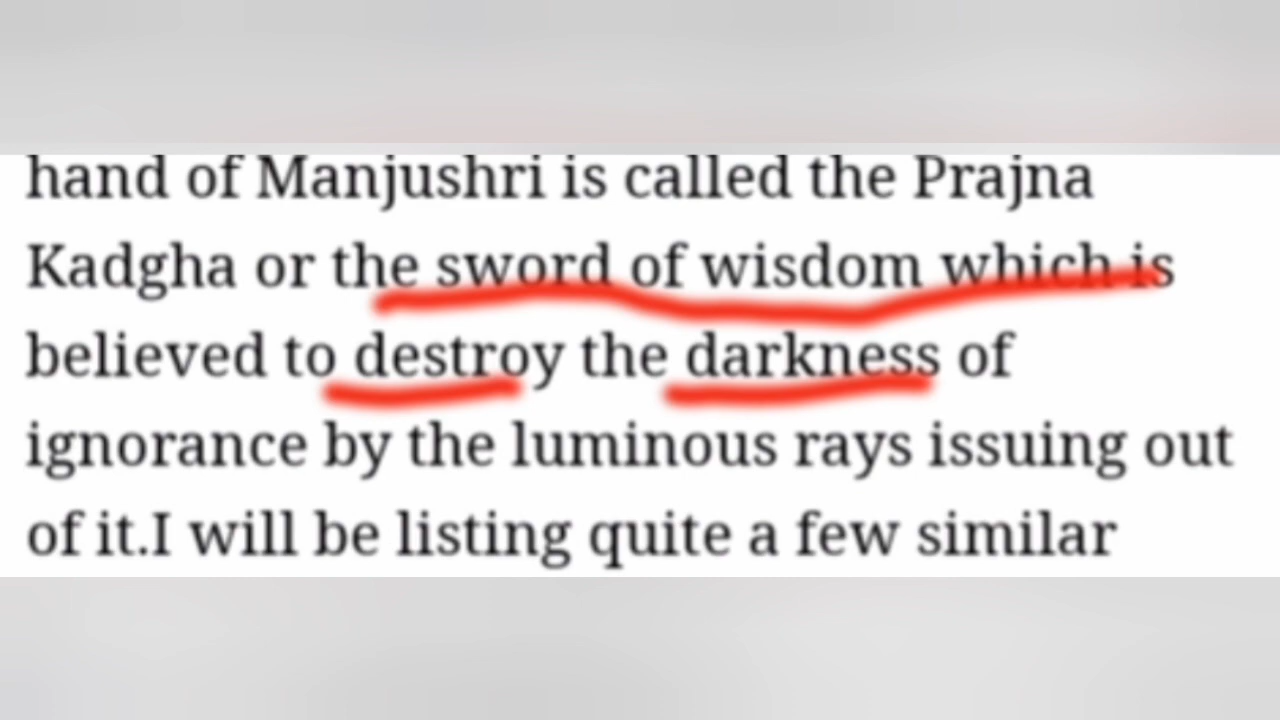 hand of Manjushri is called the Prajna
Kadgha or the sword of wisdom which is
believed to destroy the darkness of
ignorance by the luminous rays issuing out
of it.I will be listing quite a few similar